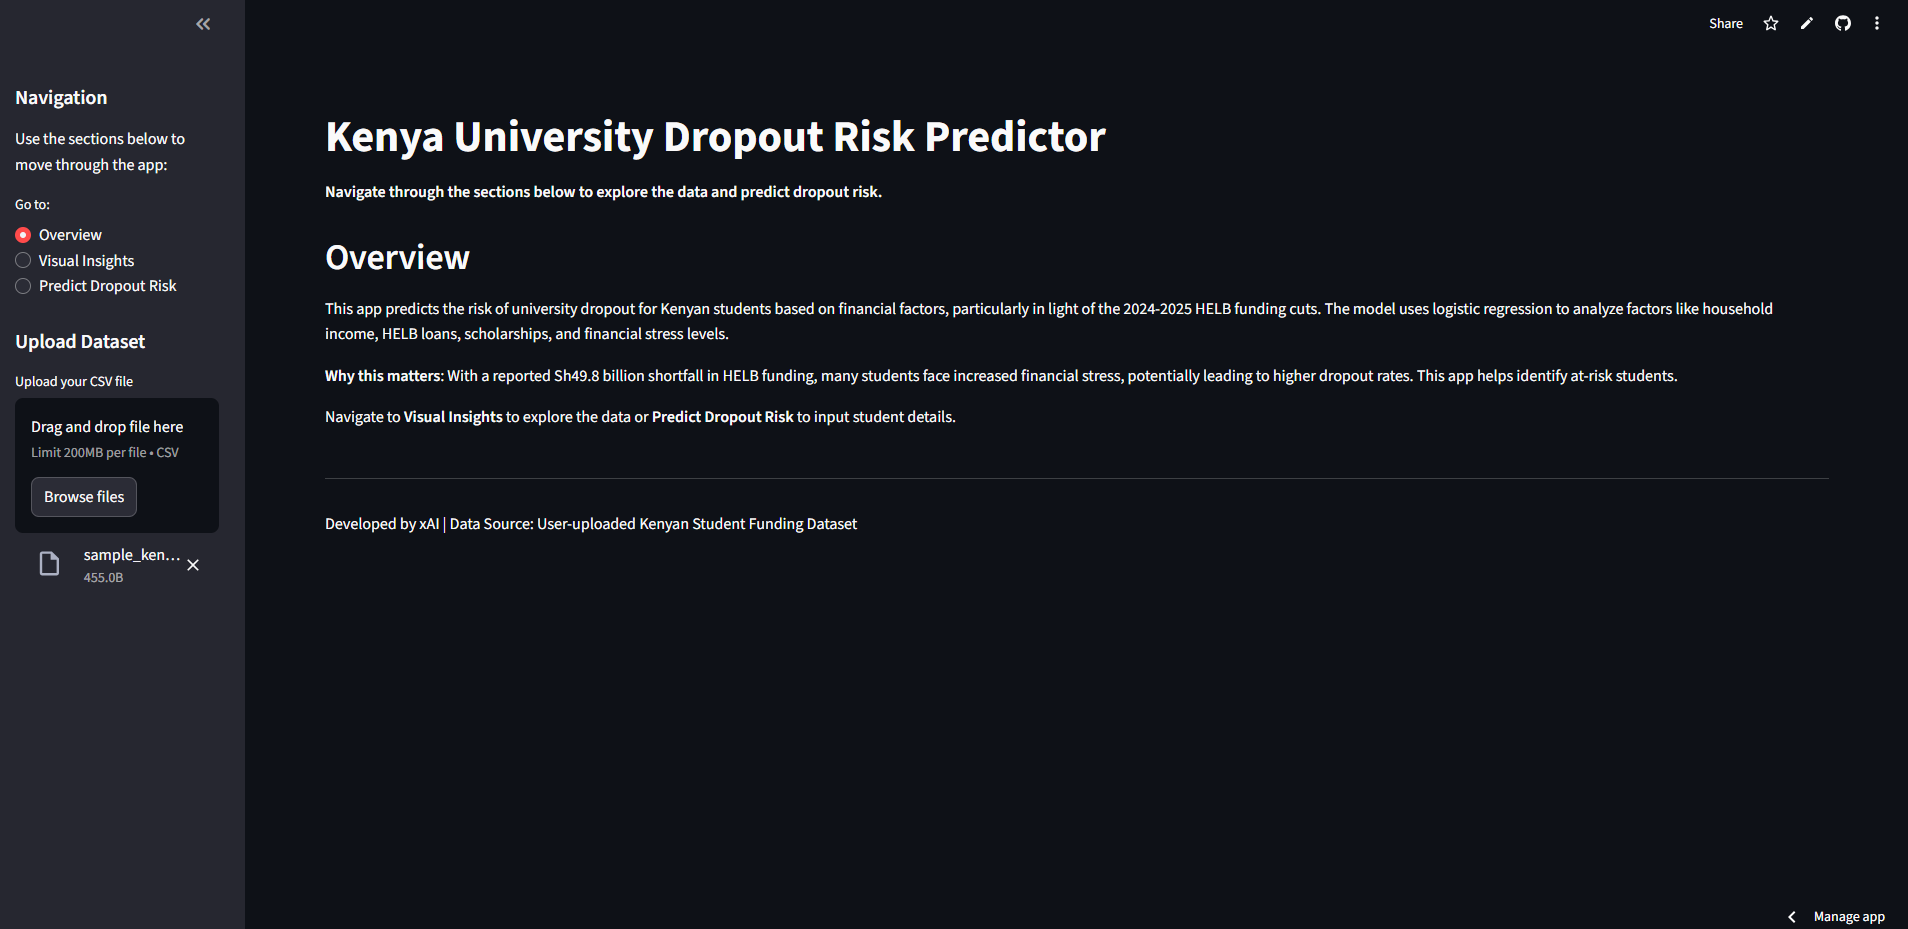 Share
Navigation
Use the sections below to
move through the app:
Go to:
Overview
Visual Insights
Predict Dropout Risk
Upload Dataset
Upload your CSV file
Drag and drop file here
Limit 200MB per file • CSV
Browse files
sample_ken...
455.0B
Kenya University Dropout Risk Predictor
Navigate through the sections below to explore the data and predict dropout risk.
Overview
This app predicts the risk of university dropout for Kenyan students based on financial factors, particularly in light of the 2024-2025 HELB funding cuts. The model uses logistic regression to analyze factors like household
income, HELB loans, scholarships, and financial stress levels.
Why this matters: With a reported Sh49.8 billion shortfall in HELB funding, many students face increased financial stress, potentially leading to higher dropout rates. This app helps identify at-risk students.
Navigate to Visual Insights to explore the data or Predict Dropout Risk to input student details.
Developed by xAI | Data Source: User-uploaded Kenyan Student Funding Dataset
Manage app